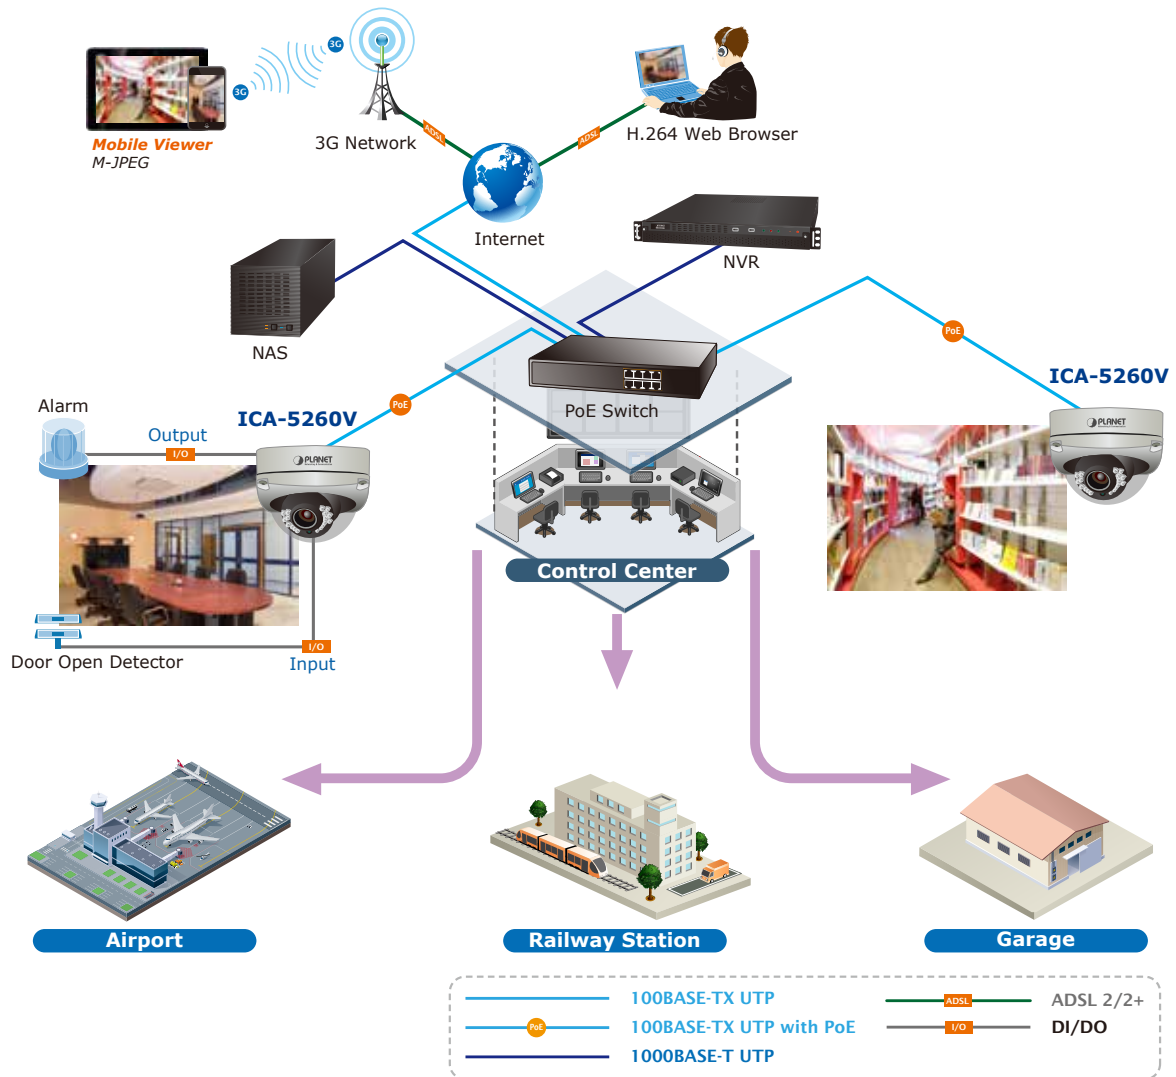 3G
3G
Mobile Viewer
M-JPEG
3G Network
ADSL
ADSL
H.264 Web Browser
Internet
NVR
NAS
PoE
PoE
ICA-5260V
ICA-5260V
PoE Switch
Alarm
Output
I/O
PLANET
PLANET
Control Center
I/O
Door Open Detector
Input
Airport
Railway Station
Garage
100BASE-TX UTP
ADSL
ADSL 2/2+
PoE
100BASE-TX UTP with PoE
I/O
DI/DO
1000BASE-T UTP